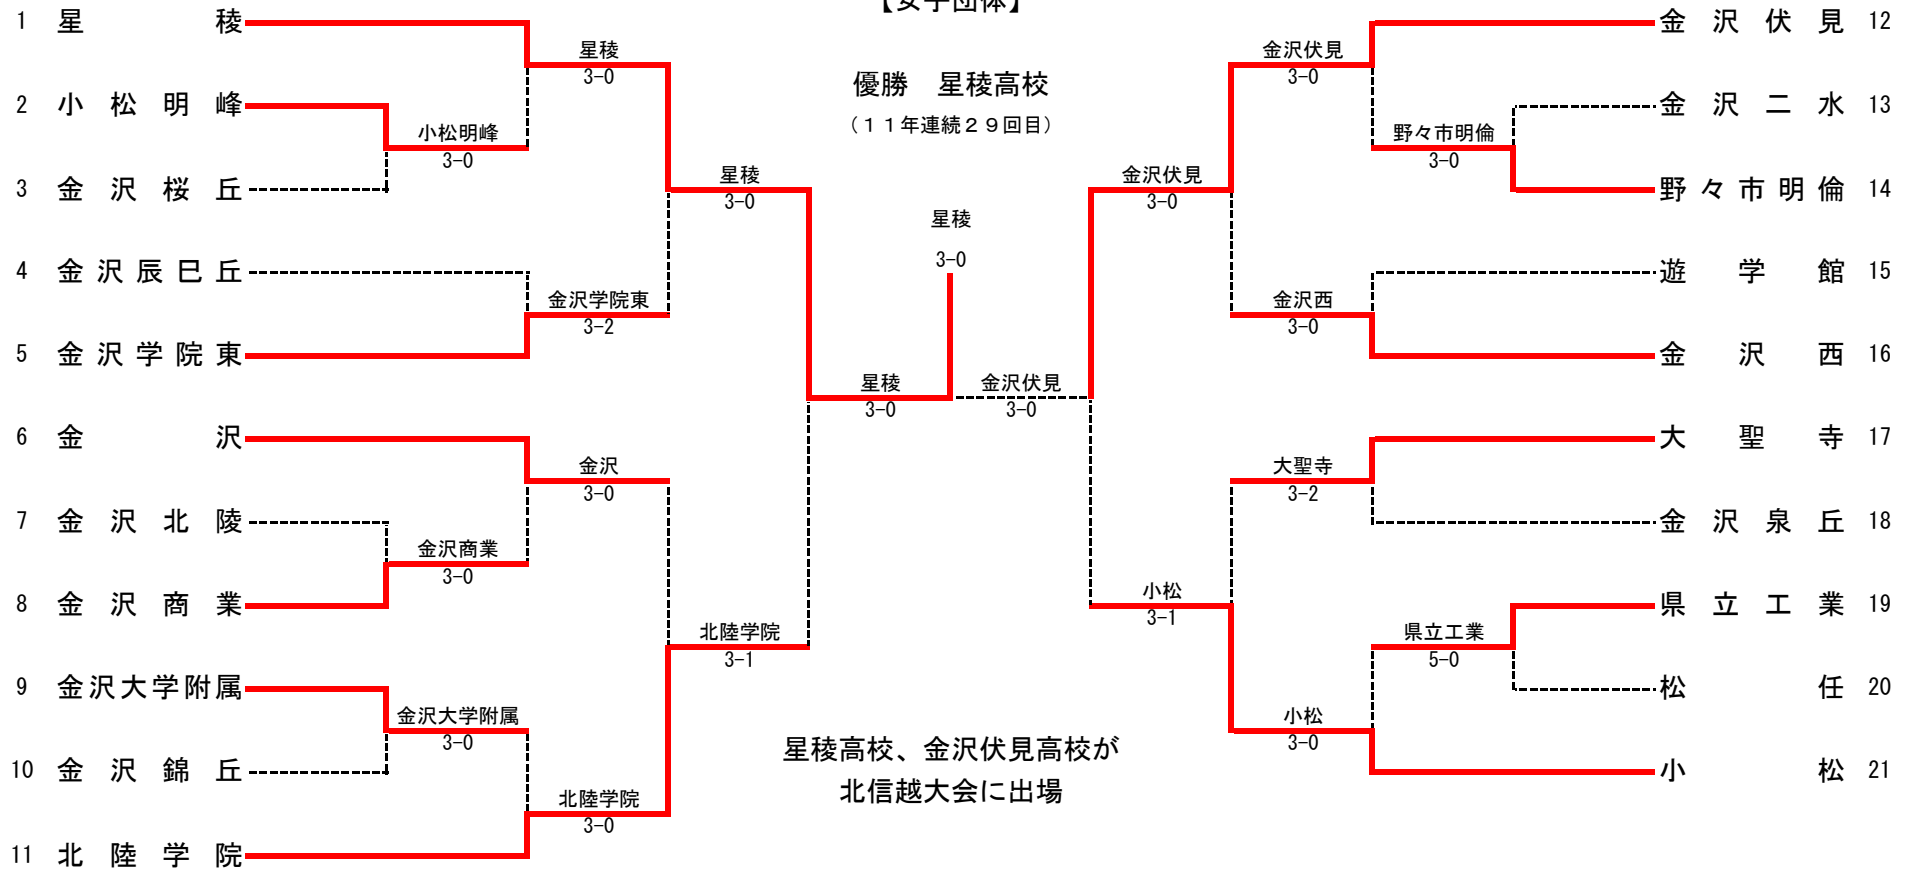 【女子団体】
優勝　星稜高校
（１１年連続２９回目）
1 星稜
2 小松明峰
3 金沢桜丘
4 金沢辰巳丘
5 金沢学院東
6 金沢
7 金沢北陵
8 金沢商業
9 金沢大学附属
10 金沢錦丘
11 北陸学院
小松明峰
3-0
金沢商業
3-0
金沢大学附属
3-0
星稜
3-0
金沢学院東
3-2
金沢
3-0
北陸学院
3-0
星稜
3-0
北陸学院
3-1
星稜
3-0
星稜
3-0
金沢伏見
3-0
金沢伏見
3-0
小松
3-1
金沢伏見
3-0
金沢西
3-0
大聖寺
3-2
小松
3-0
野々市明倫
3-0
県立工業
5-0
金沢伏見 12
金沢二水 13
野々市明倫 14
遊学館 15
金沢西 16
大聖寺 17
金沢泉丘 18
県立工業 19
松任 20
小松 21
星稜高校、金沢伏見高校が
北信越大会に出場